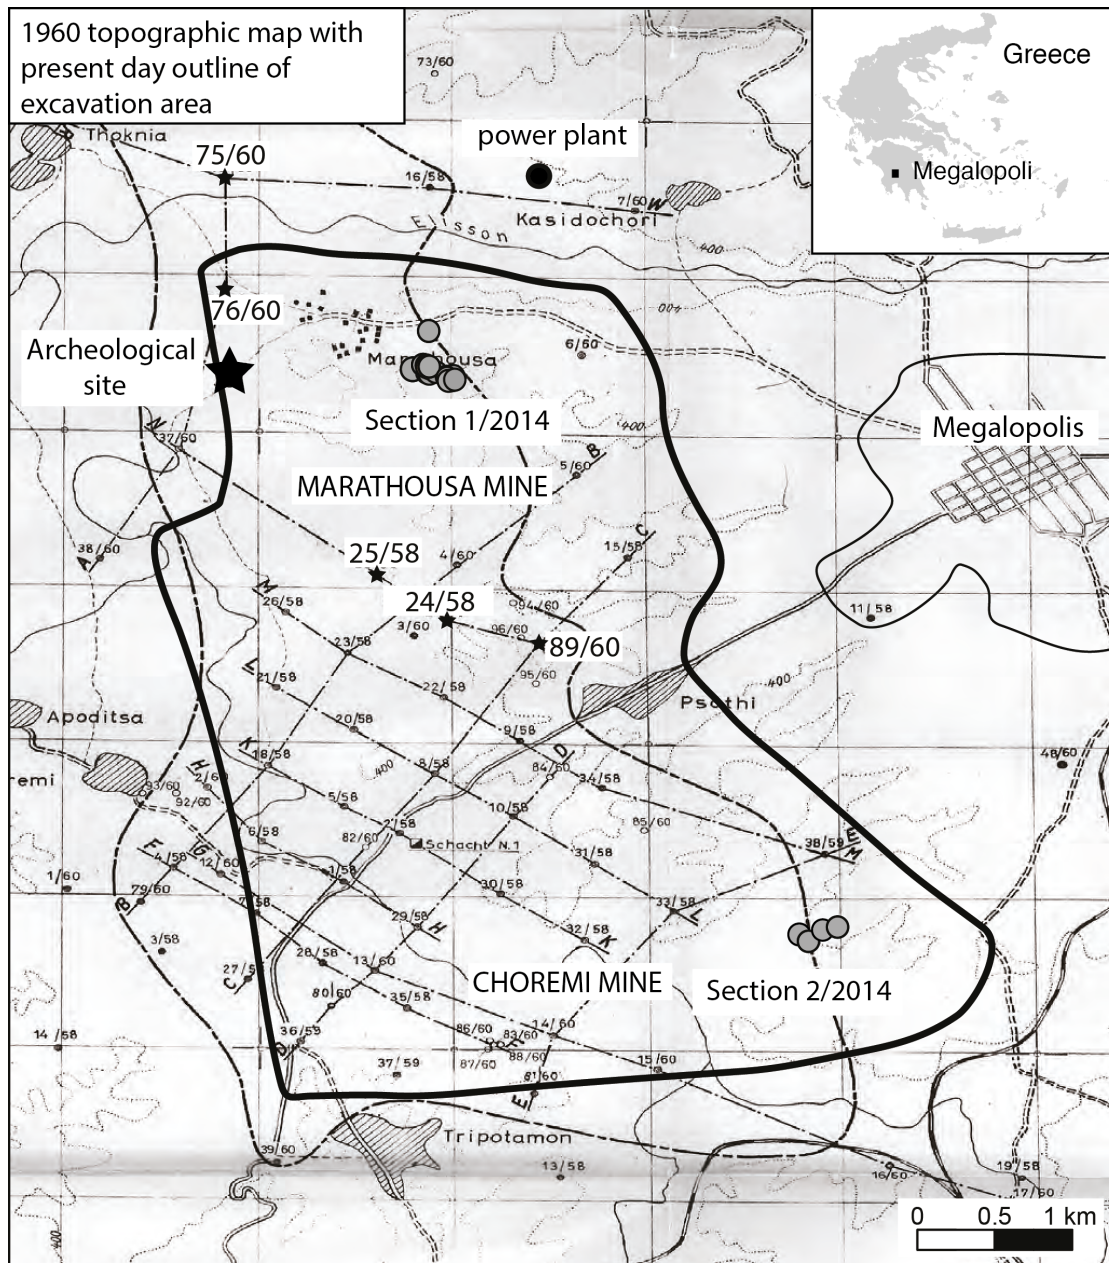 1960 topographic map with
present day outline of
excavation area
Greece
Megalopoli
73/60
Thoknia
75/60
power plant
16/58
7/60
W
Kasidochori
Elisson
400
76/60
Archeological
site
Marathousa
6/60
Section 1/2014
400
Megalopolis
N
37/60
B
5/60
MARATHOUSA MINE
C
15/58
38/60
A
25/58
4/60
M
26/58
24/58
94/60
11/58
3/60
96/60
89/60
23/58
95/60
L
21/58
22/58
400
Psathi
Apoditsa
20/58
9/58
D
K
18/58
400
8/58
84/60
48/60
H
2/60
34/58
93/60
92/60
5/58
10/58
85/60
6/58
2/58
82/60
Schacht N.1
E
38/59
M
F
G
4/58
12/60
31/58
1/60
1/58
79/60
B
7/58
30/58
33/58
L
29/58
H
3/58
32/58
K
28/58
13/60
27/58
C
CHOREMI MINE
Section 2/2014
80/60
35/58
14/58
36/59
D
86/60
83/60
F
14/60
87/60
88/60
37/59
15/60
81/60
E
Tripotamon
39/60
13/58
16/60
19/58
17/60
400
0 0.5 1 km